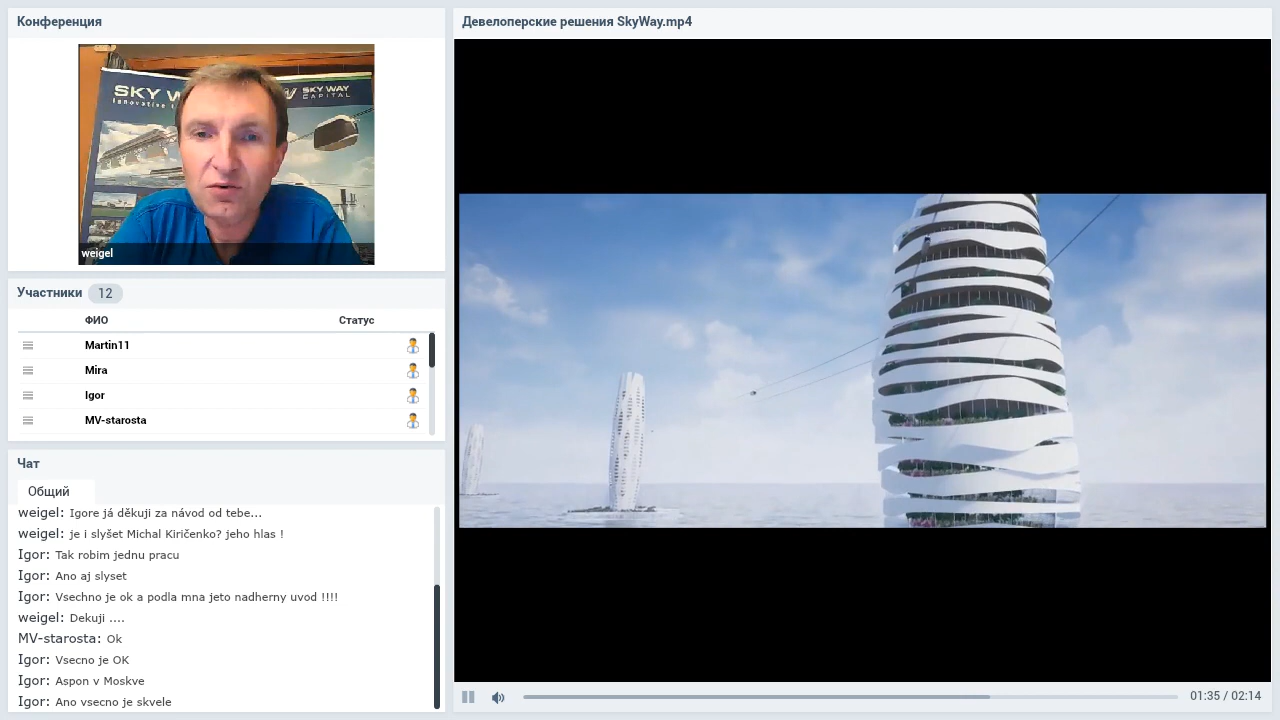 Конференция
SKY W
Innovative
W
SKY WAY
CAPITAL
weigel
Участники 12
ФИО Статус
Martin11
Mira
Igor
MV-starosta
Чат
Общий
weigel: Igore já děkuji za návod od tebe...
weigel: je i slyšet Michal Kiričenko? jeho hlas !
Igor: Tak robim jednu pracu
Igor: Ano aj slyset
Igor: Vsechno je ok a podla mna jeto nadherny uvod !!!!
weigel: Dekuji ....
MV-starosta: Ok
Igor: Vsecno je OK
Igor: Aspon v Moskve
Igor: Ano vsecno je skvele
Девелоперские решения SkyWay.mp4
01:35 / 02:14